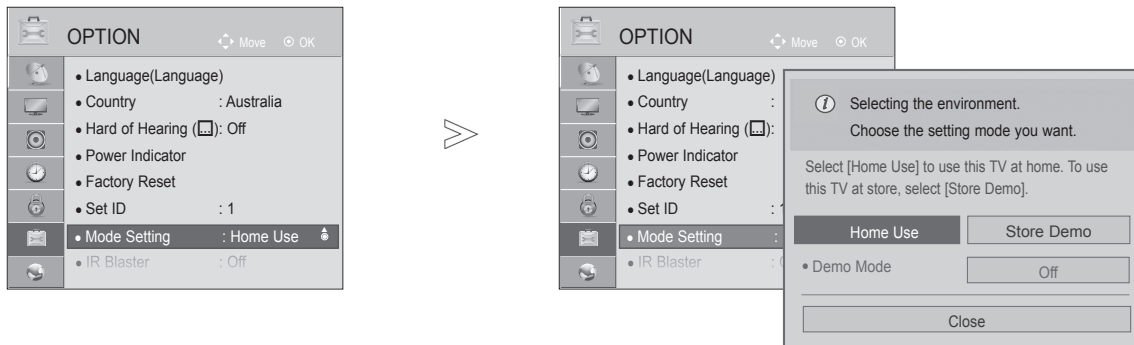 OPTION
Move OK
• Language(Language)
• Country : Australia
• Hard of Hearing ( ): Off
• Power Indicator
• Factory Reset
• Set ID : 1
• Mode Setting : Home Use
• IR Blaster : Off
OPTION
Move OK
• Language(Language)
• Country :
• Hard of Hearing ( ):
• Power Indicator
• Factory Reset
• Set ID :
• Mode Setting :
• IR Blaster :
i Selecting the environment.
Choose the setting mode you want.
Select [Home Use] to use this TV at home. To use
this TV at store, select [Store Demo].
Home Use Store Demo
• Demo Mode Off
Close